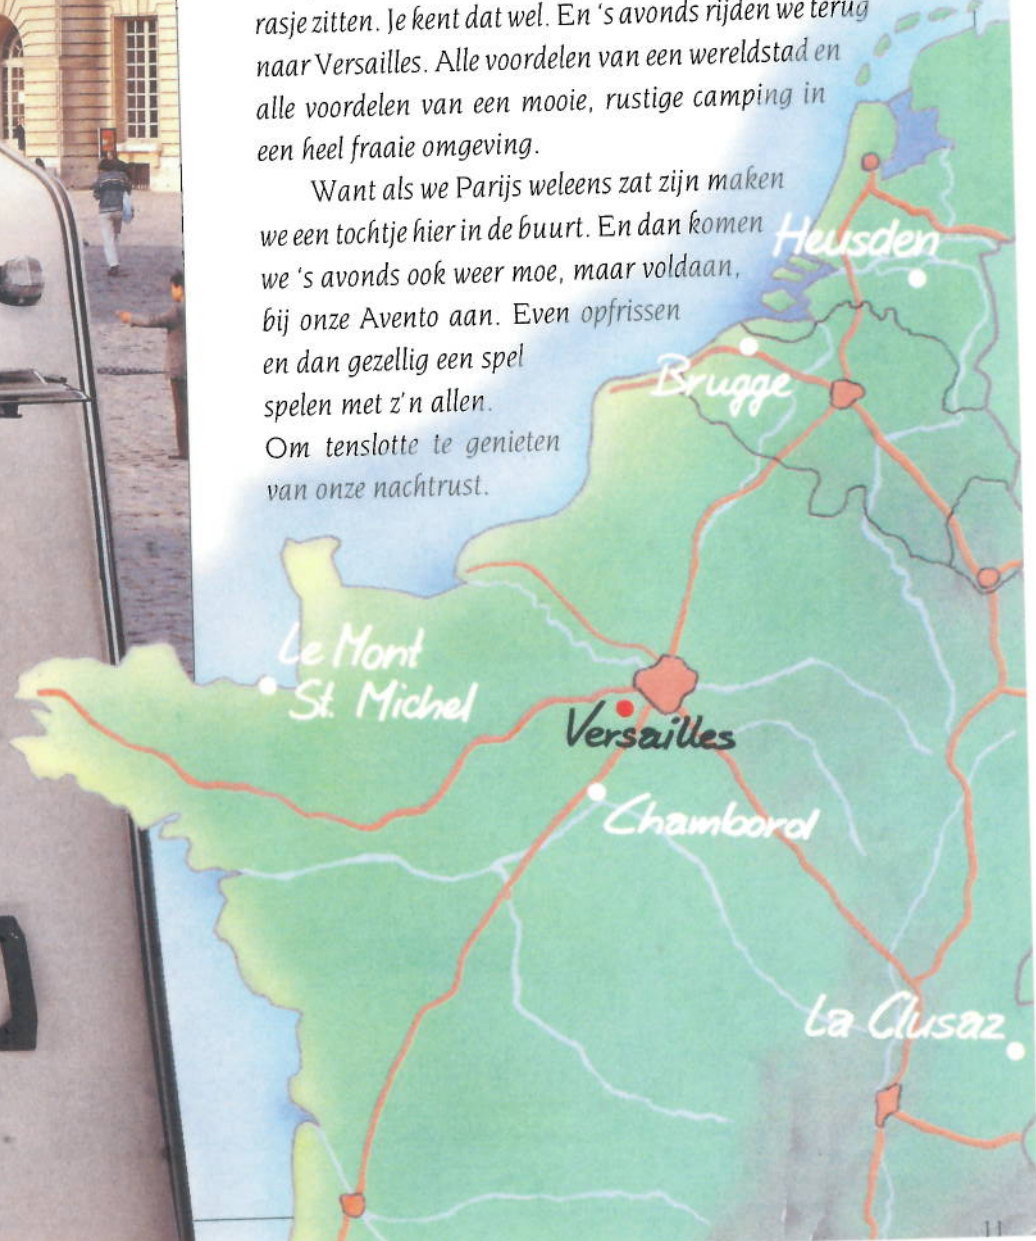 rasje zitten. Je kent dat wel. En 's avonds rijden we terug
naar Versailles. Alle voordelen van een wereldstad en
alle voordelen van een mooie, rustige camping in
een heel fraaie omgeving.
Want als we Parijs weleens zat zijn maken
we een tochtje hier in de buurt. En dan komen
we 's avonds ook weer moe, maar voldaan,
bij onze Avento aan. Even opfrissen
en dan gezellig een spel
spelen met z'n allen.
Om tenslotte te genieten
van onze nachtrust.
Heusden
Brugge
Le Mont
St. Michel
Versailles
Chambord
La Clusaz
11